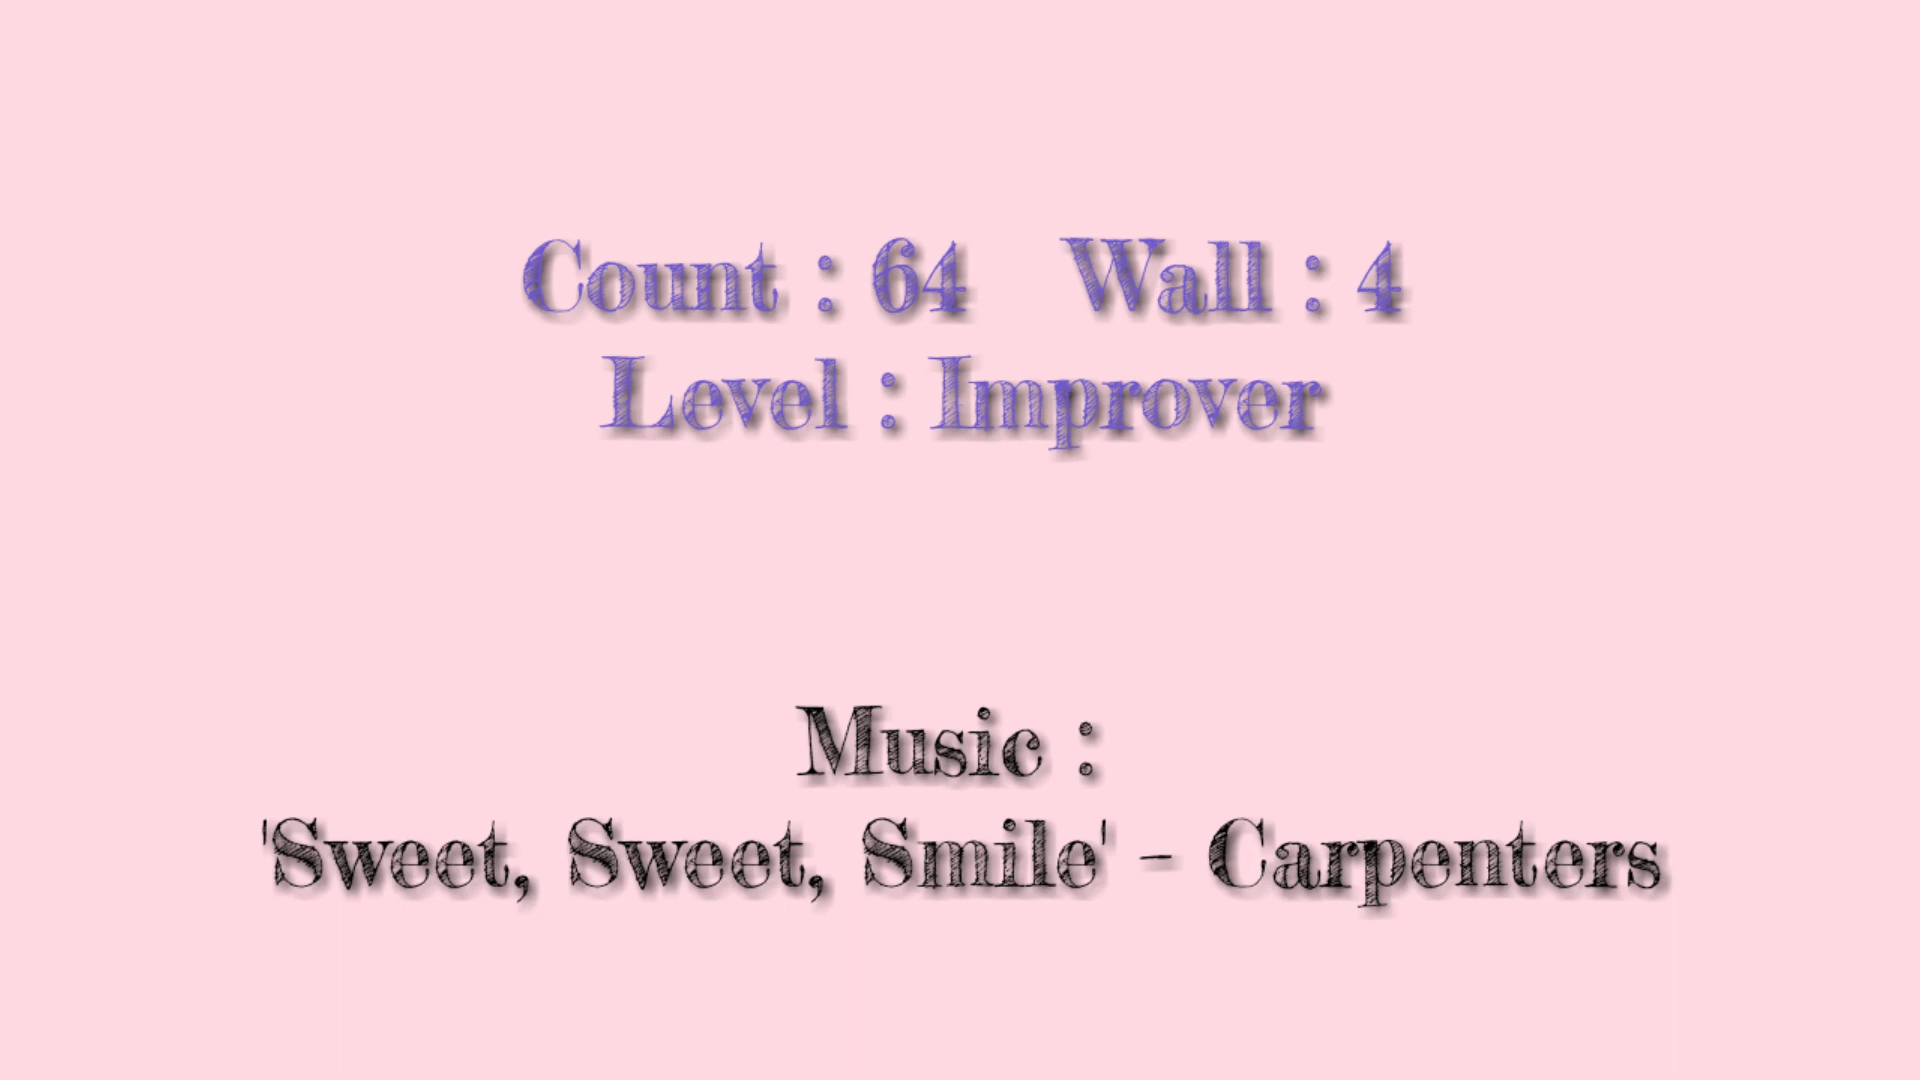 Count : 64 Wall : 4
Level : Improver
Music :
'Sweet, Sweet, Smile' - Carpenters